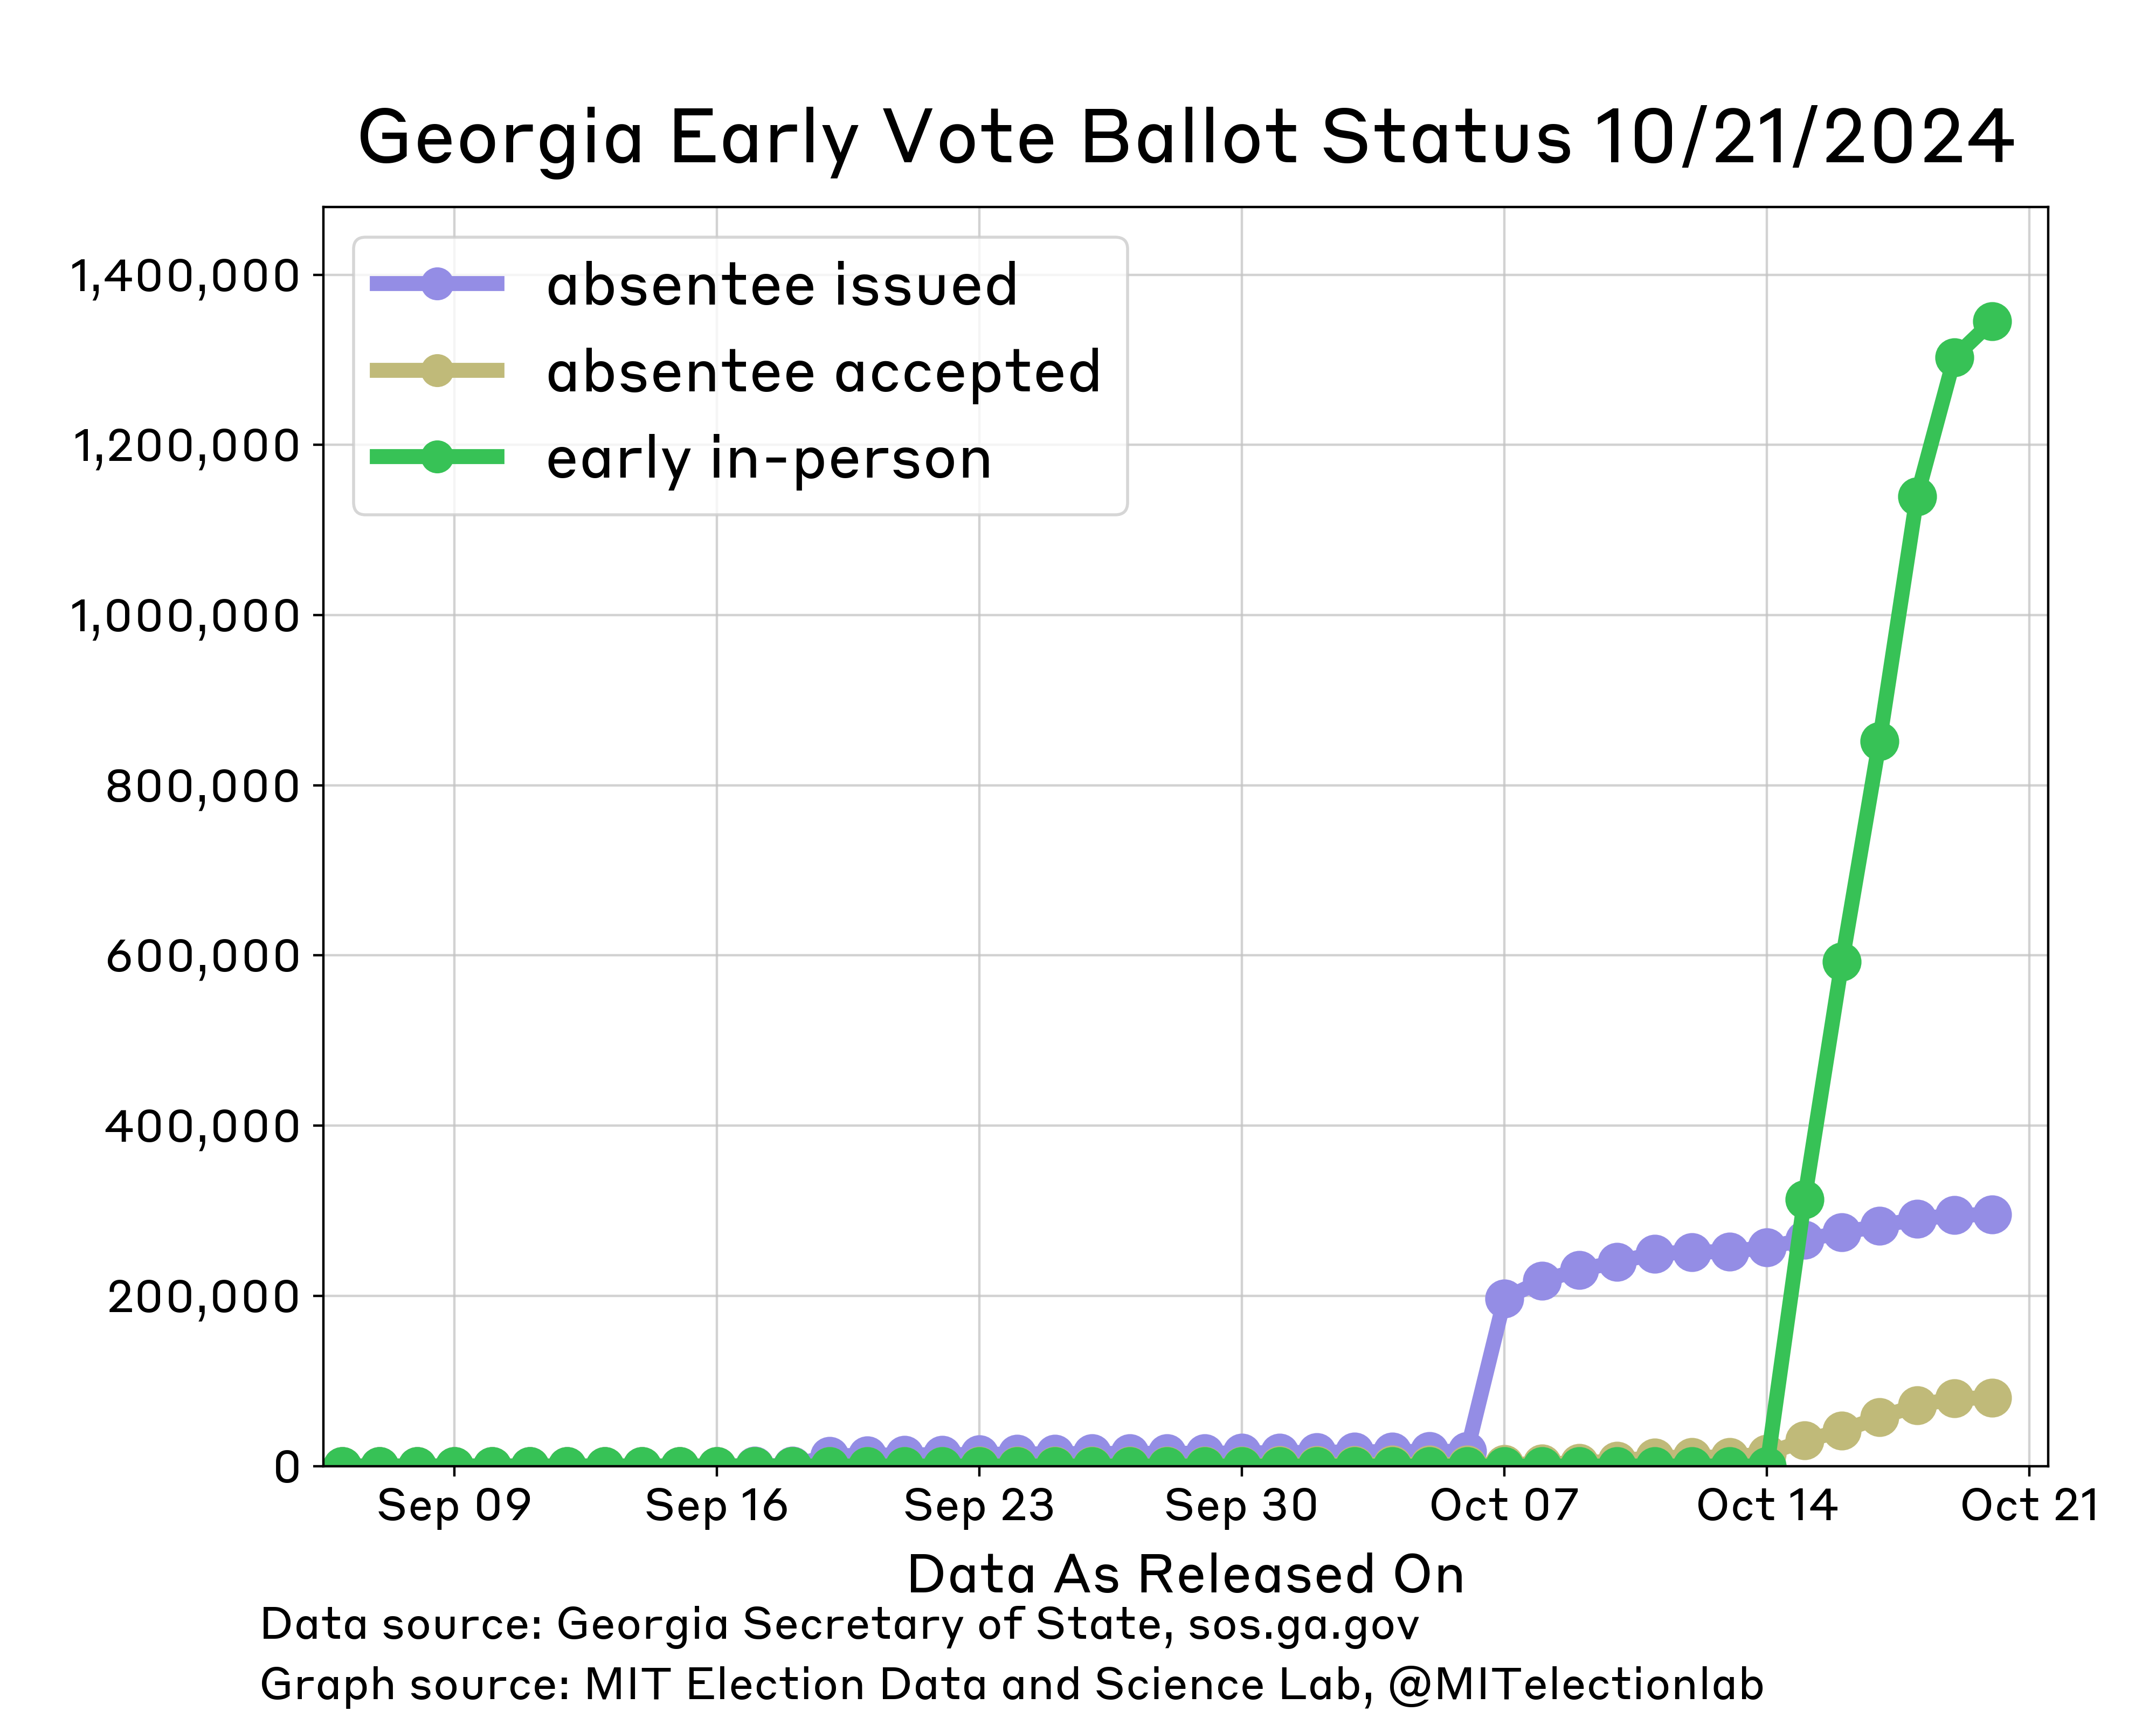 Georgia Early Vote Ballot Status 10/21/2024
absentee issued
absentee accepted
early in-person
1,400,000
1,200,000
1,000,000
800,000
600,000
400,000
200,000
0
Sep 09 Sep 16 Sep 23 Sep 30 Oct 07 Oct 14 Oct 21
Data As Released On
Data source: Georgia Secretary of State, sos.ga.gov
Graph source: MIT Election Data and Science Lab, @MITelectionlab